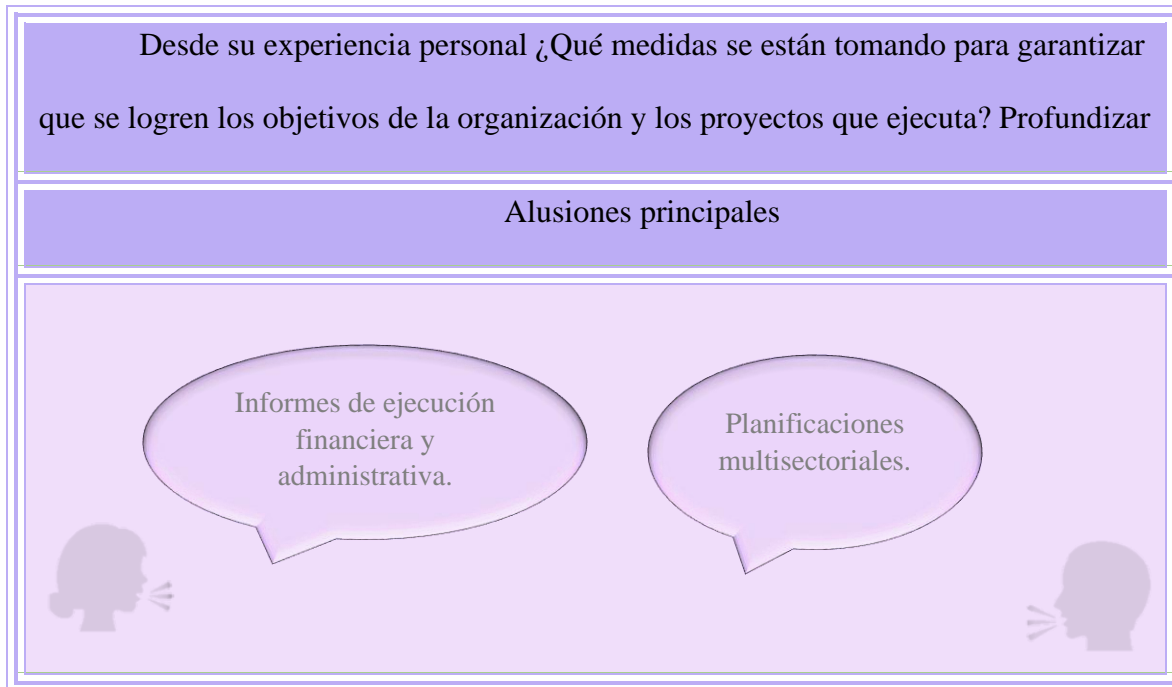 Desde su experiencia personal ¿Qué medidas se están tomando para garantizar
que se logren los objetivos de la organización y los proyectos que ejecuta? Profundizar
Alusiones principales
Informes de ejecución
financiera y
administrativa.
Planificaciones
multisectoriales.